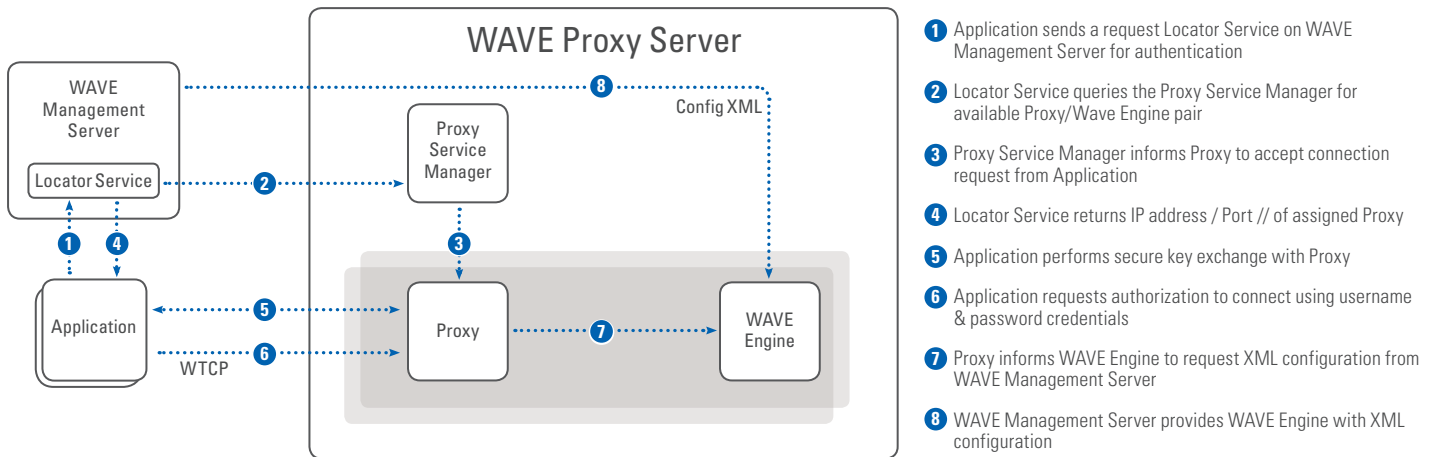 WAVE Proxy Server
WAVE
Management
Server
Locator Service
Proxy
Service
Manager
Config XML
8
2
1
4
3
Application
5
6
WTCP
Proxy
7
WAVE
Engine
1 Application sends a request Locator Service on WAVE
Management Server for authentication
2 Locator Service queries the Proxy Service Manager for
available Proxy/Wave Engine pair
3 Proxy Service Manager informs Proxy to accept connection
request from Application
4 Locator Service returns IP address / Port // of assigned Proxy
5 Application performs secure key exchange with Proxy
6 Application requests authorization to connect using username
& password credentials
7 Proxy informs WAVE Engine to request XML configuration from
WAVE Management Server
8 WAVE Management Server provides WAVE Engine with XML
configuration